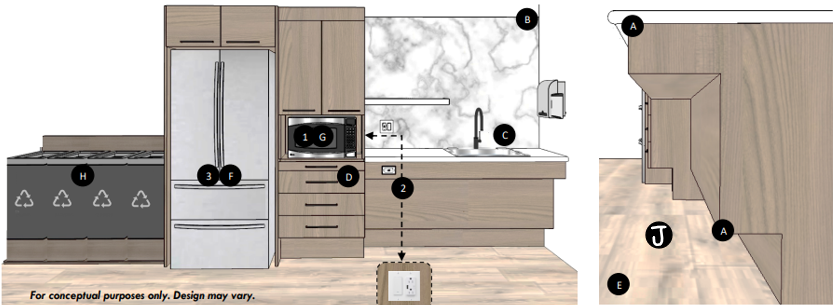 B
A
1 G
C
H
3 F
D
2
A
J
E
For conceptual purposes only. Design may vary.